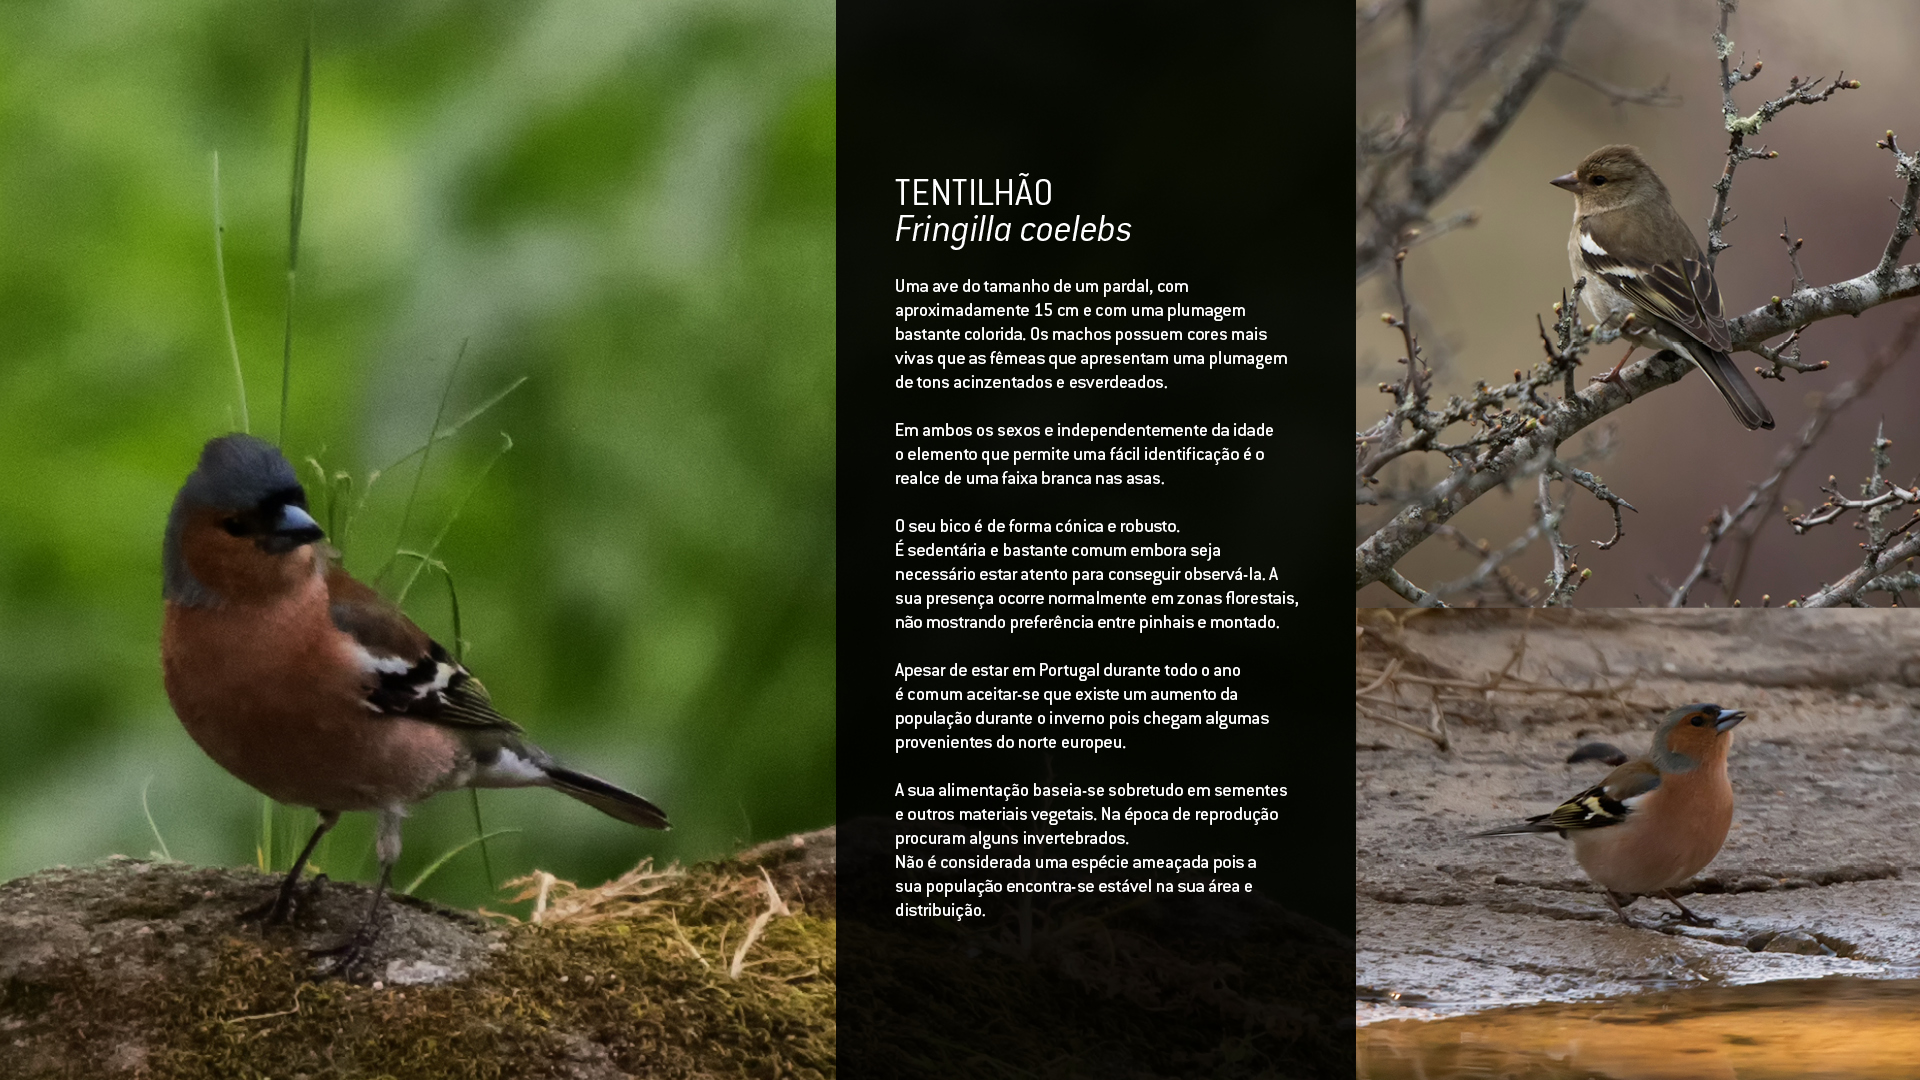 TENTILHÃO
Fringilla coelebs
Uma ave do tamanho de um pardal, com
aproximadamente 15 cm e com uma plumagem
bastante colorida. Os machos possuem cores mais
vivas que as fêmeas que apresentam uma plumagem
de tons acinzentados e esverdeados.
Em ambos os sexos e independentemente da idade
o elemento que permite uma fácil identificação é o
realce de uma faixa branca nas asas.
O seu bico é de forma cónica e robusto.
É sedentária e bastante comum embora seja
necessário estar atento para conseguir observá-la. A
sua presença ocorre normalmente em zonas florestais,
não mostrando preferência entre pinhais e montado.
Apesar de estar em Portugal durante todo o ano
é comum aceitar-se que existe um aumento da
população durante o inverno pois chegam algumas
provenientes do norte europeu.
A sua alimentação baseia-se sobretudo em sementes
e outros materiais vegetais. Na época de reprodução
procuram alguns invertebrados.
Não é considerada uma espécie ameaçada pois a
sua população encontra-se estável na sua área e
distribuição.